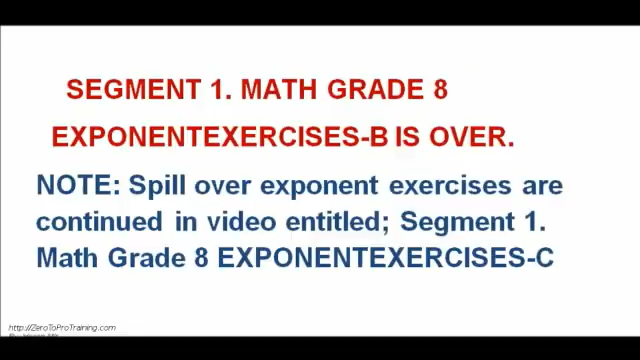 SEGMENT 1. MATH GRADE 8
EXPONENTEXERCISES-B IS OVER.
NOTE: Spill over exponent exercises are
continued in video entitled; Segment 1.
Math Grade 8 EXPONENTEXERCISES-C
http://ZeroToProTraining.com